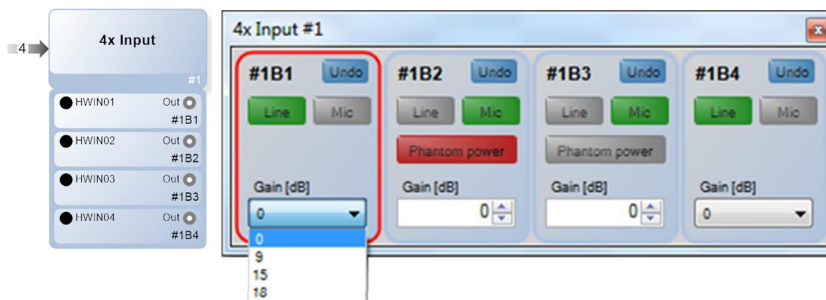 4
4x Input
#1
HWIN01 Out
#1B1
HWIN02 Out
#1B2
HWIN03 Out
#1B3
HWIN04 Out
#1B4
4x Input #1
#1B1 Undo
Line Mic
Gain [dB]
0
0
9
15
18
#1B2 Undo
Line Mic
Phantom power
Gain [dB]
0
#1B3 Undo
Line Mic
Phantom power
Gain [dB]
0
#1B4 Undo
Line Mic
Gain [dB]
0